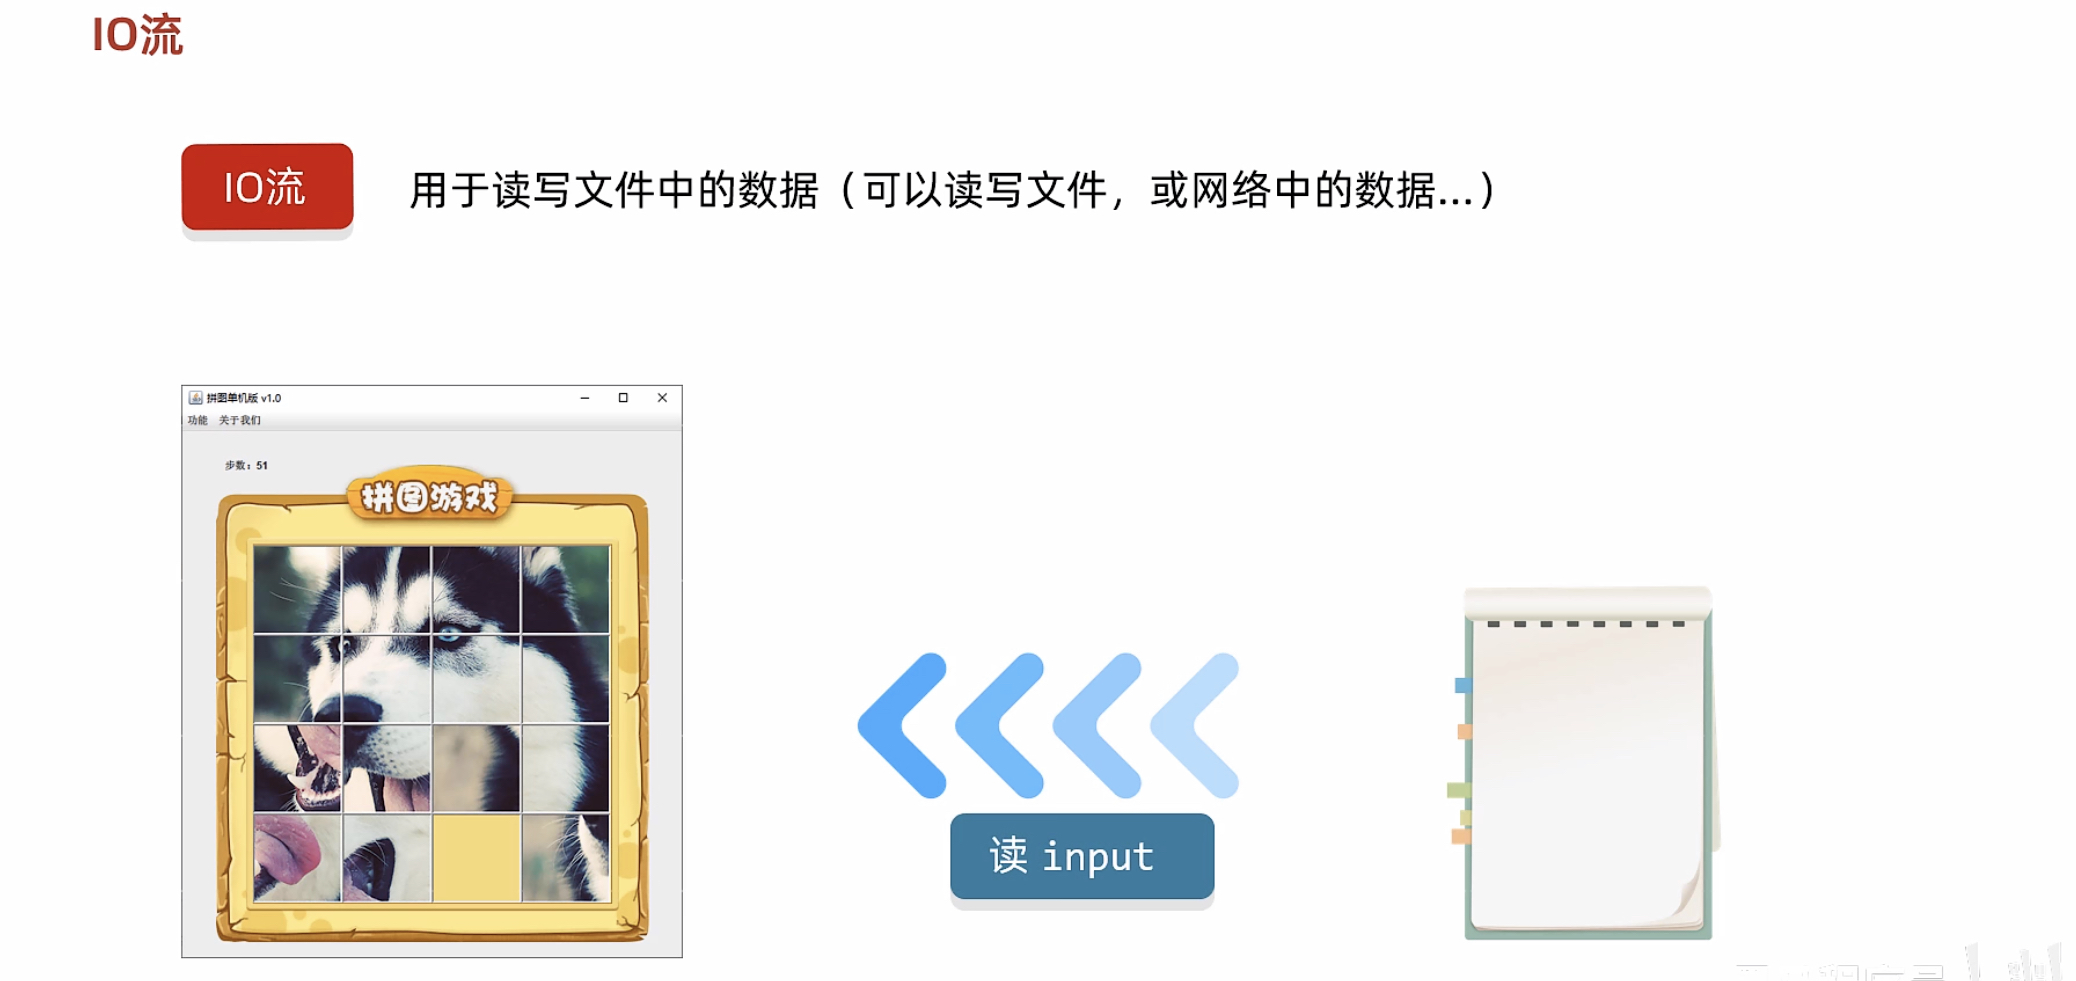 IO流
IO流
用于读写文件中的数据（可以读写文件，或网络中的数据...）
拼图单机版 v1.0
功能 关于我们
步数：51
拼图游戏
读 input